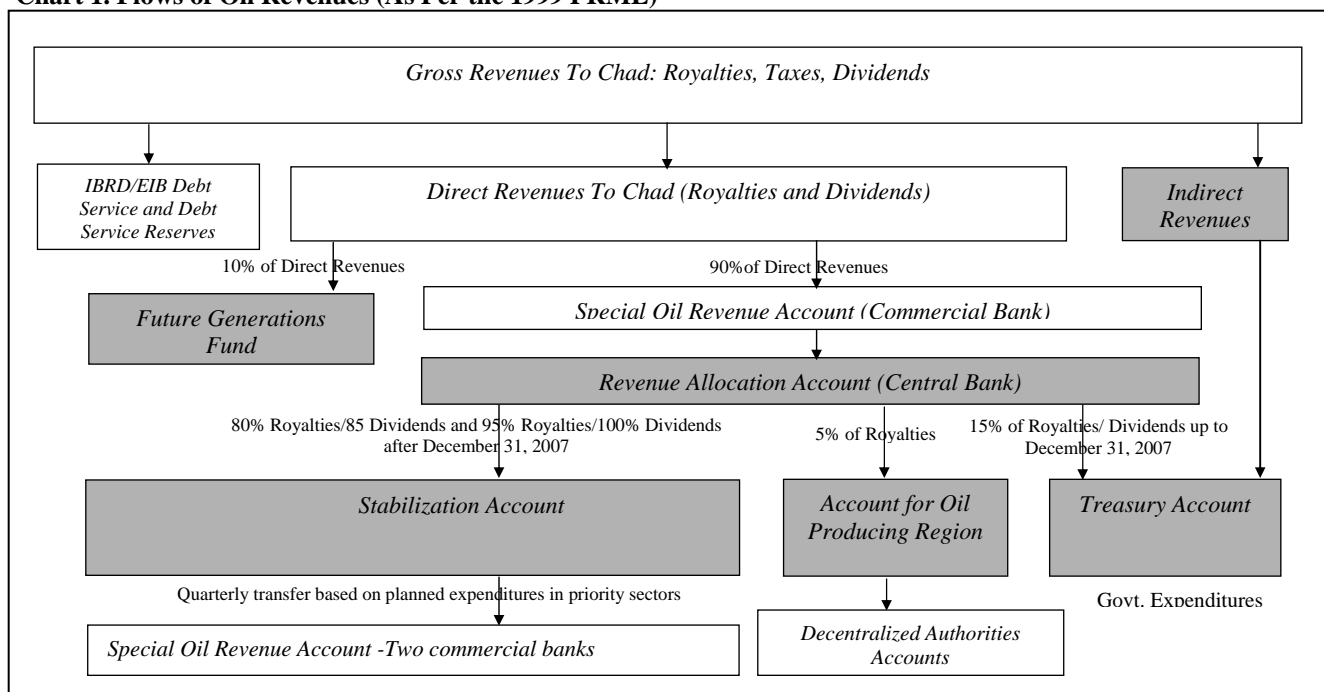 Chart 1. Flows of Oil Revenues (As Per the 1999 PRML)
Gross Revenues To Chad: Royalties, Taxes, Dividends
IBRD/EIB Debt
Service and Debt
Service Reserves
Direct Revenues To Chad (Royalties and Dividends)
Indirect
Revenues
10% of Direct Revenues
90%of Direct Revenues
Future Generations
Fund
Special Oil Revenue Account (Commercial Bank)
Revenue Allocation Account (Central Bank)
80% Royalties/85 Dividends and 95% Royalties/100% Dividends
after December 31, 2007
5% of Royalties
15% of Royalties/ Dividends up to
December 31, 2007
Stabilization Account
Account for Oil
Producing Region
Treasury Account
Quarterly transfer based on planned expenditures in priority sectors
Govt. Expenditures
Special Oil Revenue Account -Two commercial banks
Decentralized Authorities
Accounts